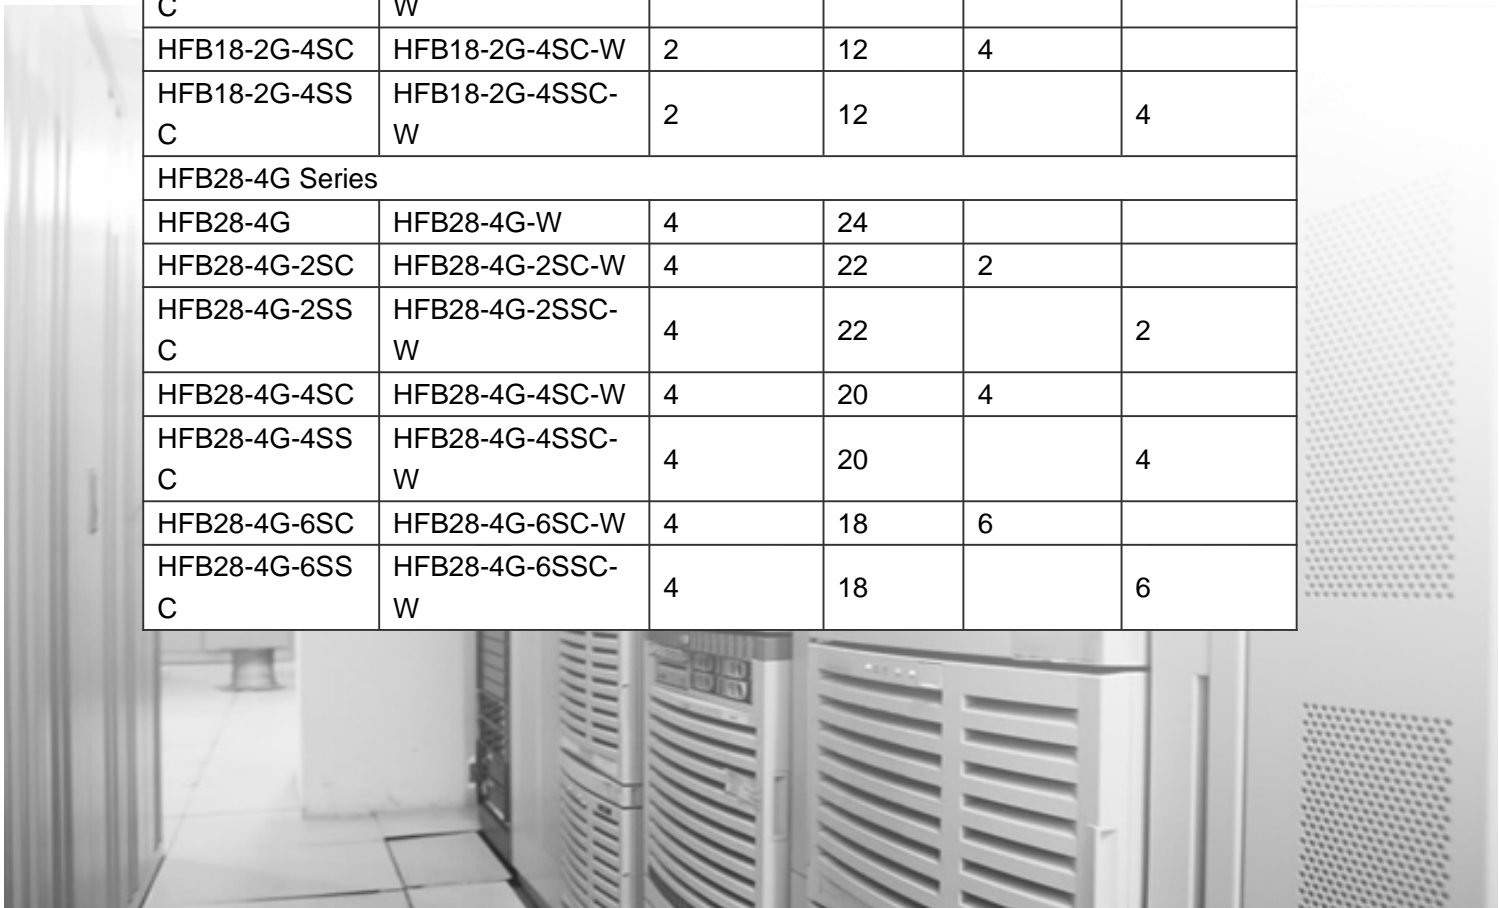 C W
HFB18-2G-4SC HFB18-2G-4SC-W 2 12 4
HFB18-2G-4SS HFB18-2G-4SSC-
C W 2 12 4
HFB28-4G Series
HFB28-4G HFB28-4G-W 4 24
HFB28-4G-2SC HFB28-4G-2SC-W 4 22 2
HFB28-4G-2SS HFB28-4G-2SSC-
C W 4 22 2
HFB28-4G-4SC HFB28-4G-4SC-W 4 20 4
HFB28-4G-4SS HFB28-4G-4SSC-
C W 4 20 4
HFB28-4G-6SC HFB28-4G-6SC-W 4 18 6
HFB28-4G-6SS HFB28-4G-6SSC-
C W 4 18 6